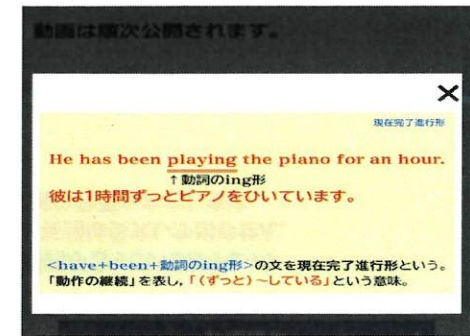 動画は順次公開されます。
×
現在完了進行形
He has been playing the piano for an hour.
↑動詞のing形
彼は1時間ずっとピアノをひいています。
<have+been+動詞のing形>の文を現在完了進行形という。
「動作の継続」を表し,「(ずっと)~している」という意味。